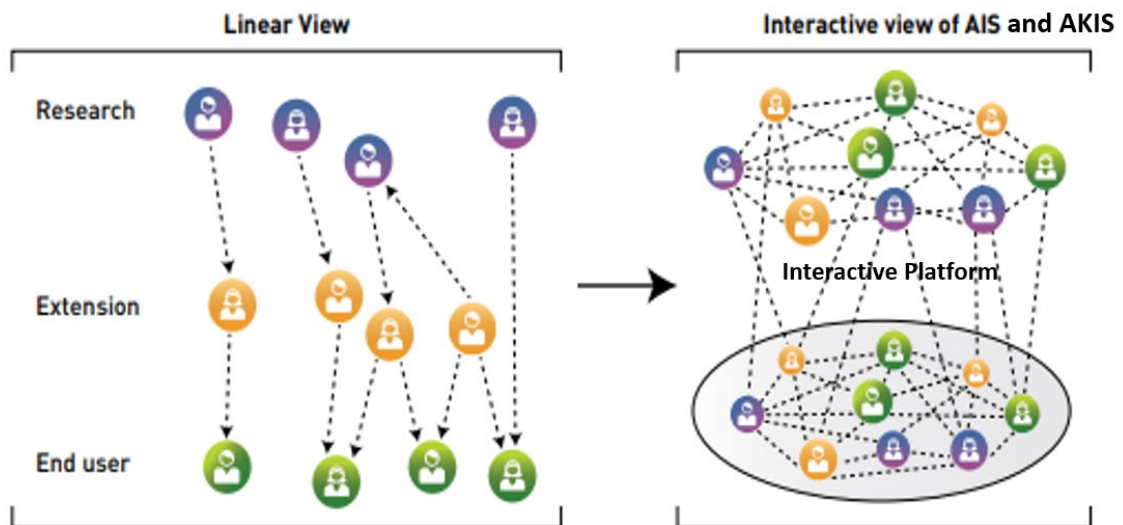 Linear View
Interactive view of AIS and AKIS
Research
Interactive Platform
Extension
End user